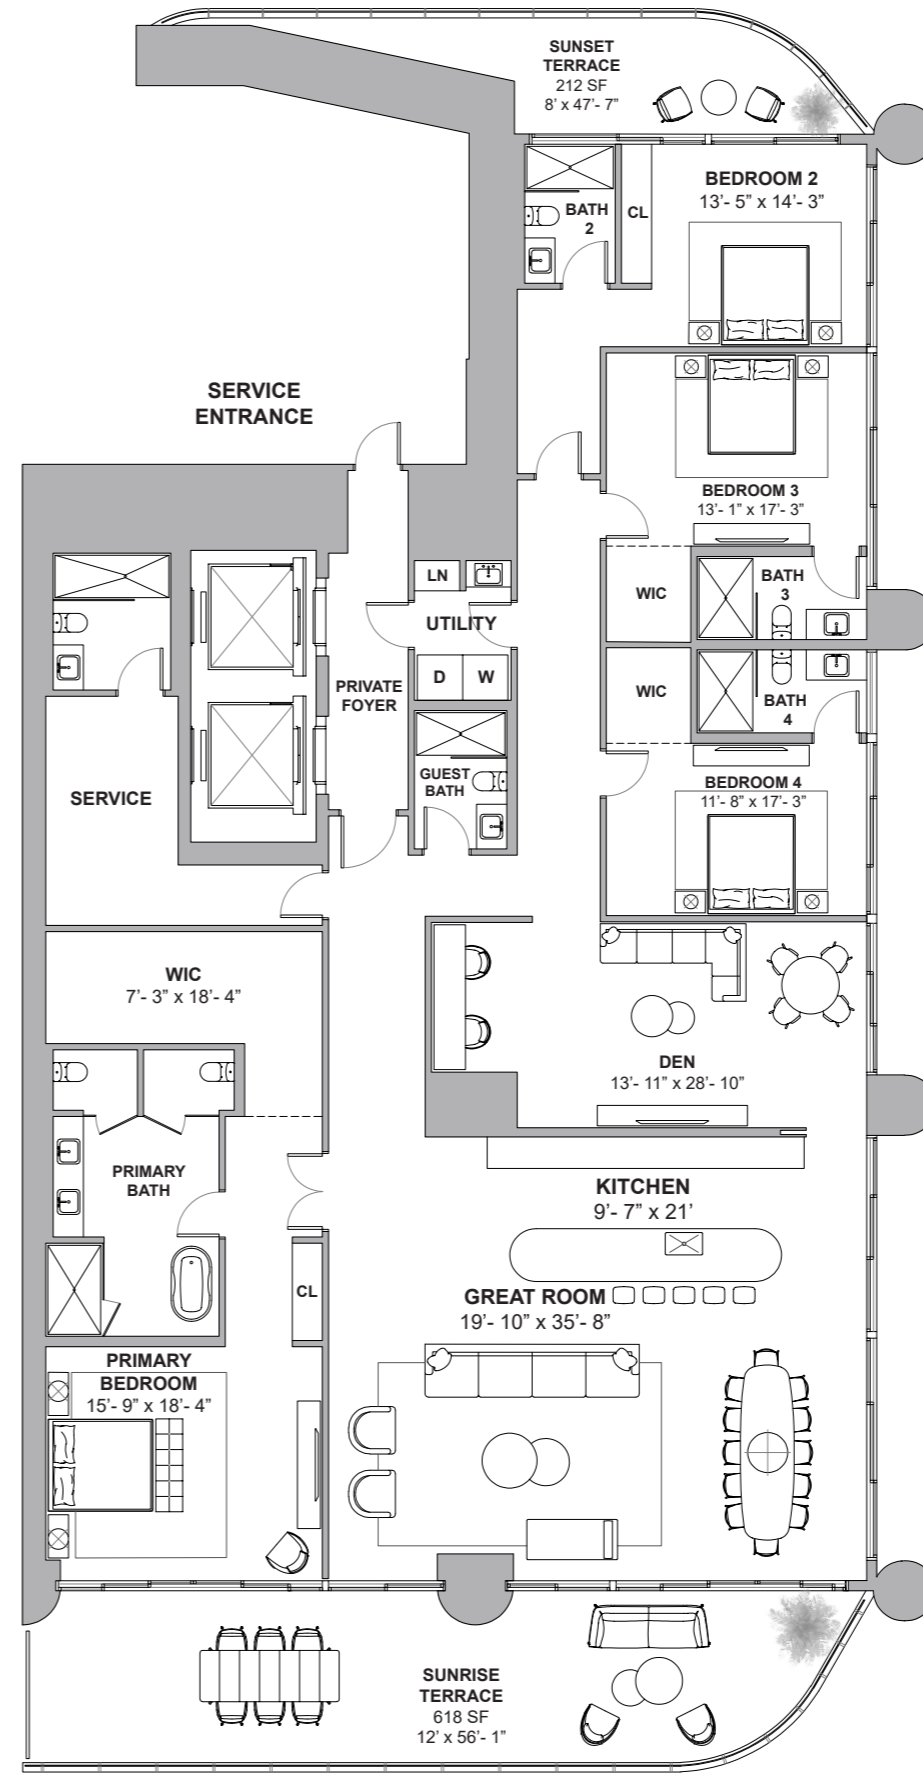 SUNSET
TERRACE
212 SF
8’ x 47’- 7”
BEDROOM 2
13’- 5” x 14’- 3”
BATH
2
CL
SERVICE
ENTRANCE
BEDROOM 3
13’- 1” x 17’- 3”
LN
UTILITY
D
W
WIC
BATH
3
WIC
BATH
4
PRIVATE
FOYER
GUEST
BATH
SERVICE
BEDROOM 4
11’- 8” x 17’- 3”
WIC
7’- 3” x 18’- 4”
DEN
13’- 11” x 28’- 10”
PRIMARY
BATH
KITCHEN
9’- 7” x 21’
CL
GREAT ROOM
19’- 10” x 35’- 8”
PRIMARY
BEDROOM
15’- 9” x 18’- 4”
SUNRISE
TERRACE
618 SF
12’ x 56’- 1”